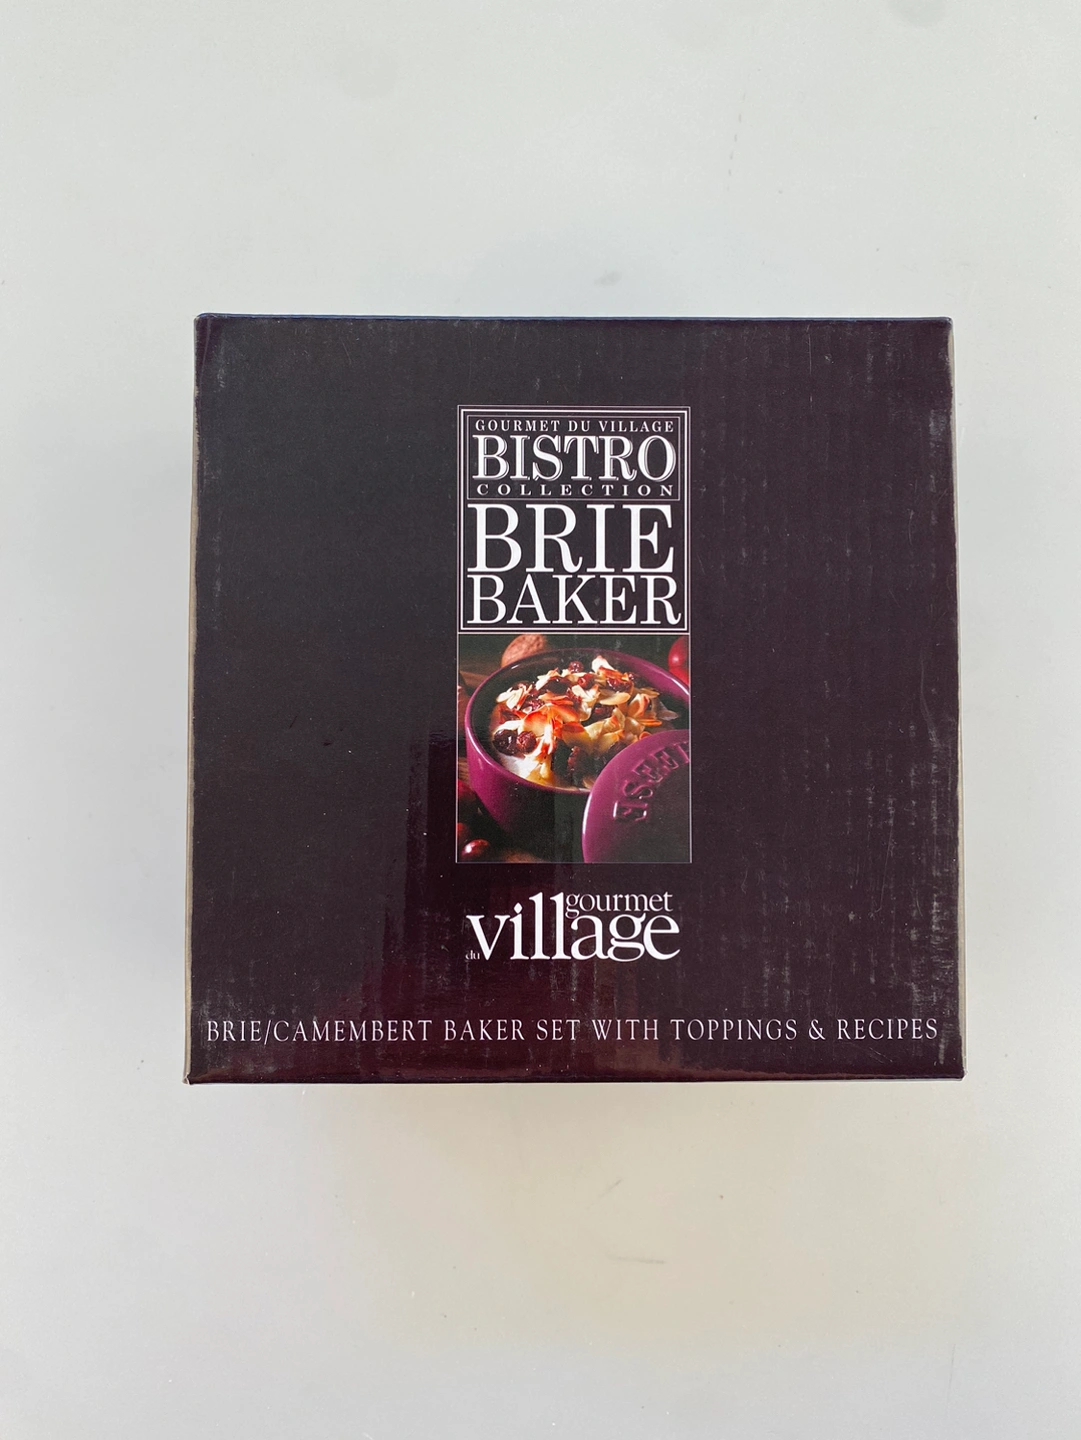 GOURMET DU VILLAGE
BISTRO
COLLECTION
BRIE
BAKER
gourmet
du village
BRIE/CAMEMBERT BAKER SET WITH TOPPINGS & RECIPES